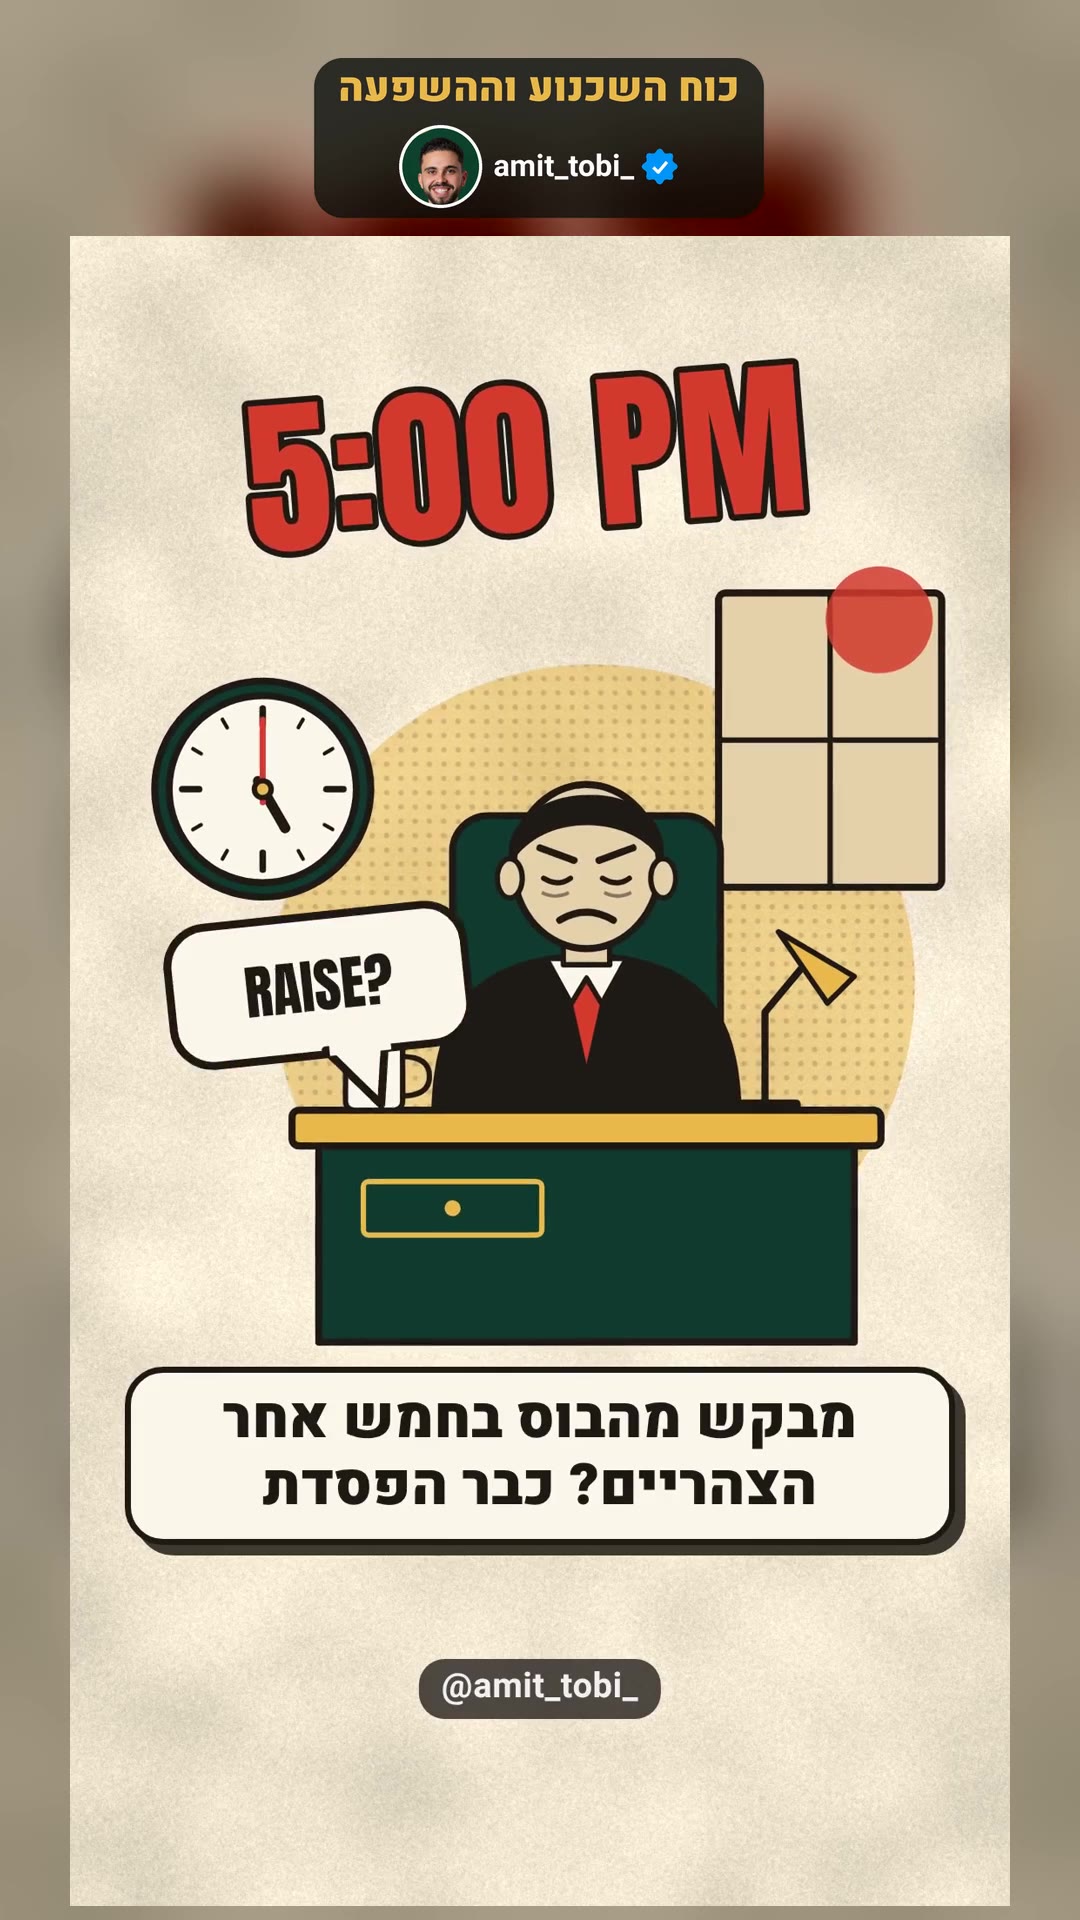 כוח השכנוע וההשפעה
amit_tobi_
5:00 PM
RAISE?
מבקש מהבוס בחמש אחר
הצהריים? כבר הפסדת
@amit_tobi_